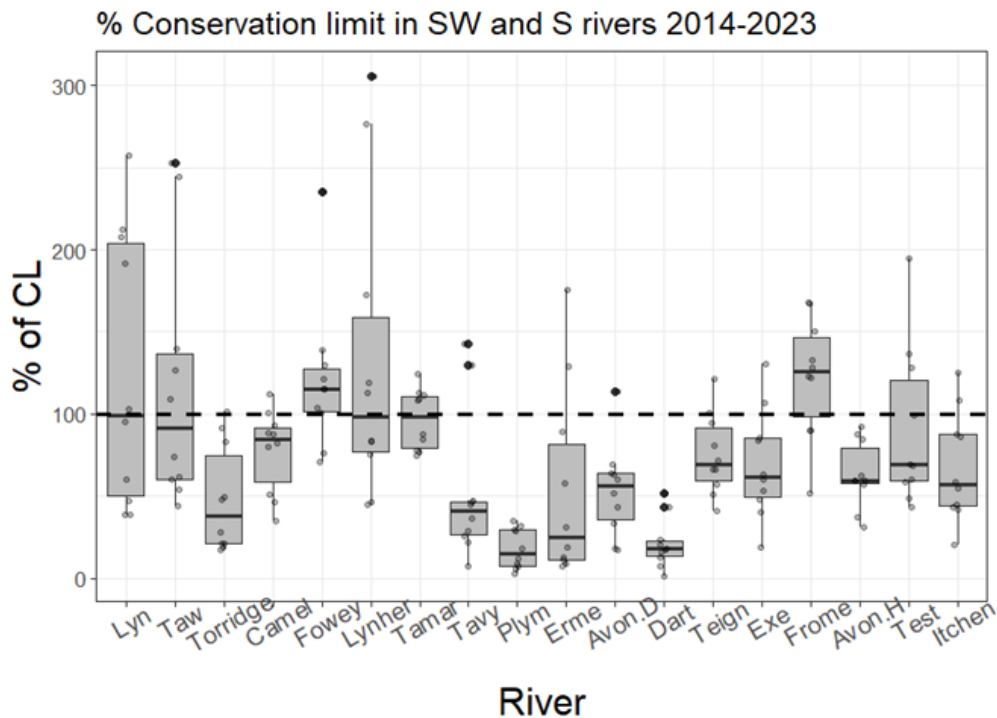 % Conservation limit in SW and S rivers 2014-2023
% of CL
300
200
100
0
Lyn
Taw
Torridge
Camel
Fowey
Lynher
Tamar
Tavy
Plym
Erme
Avon.D
Dart
Teign
Exe
Frome
Avon.H
Test
Itchen
River